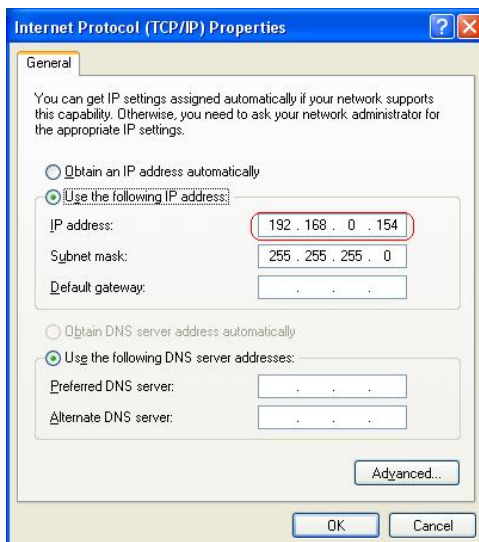 Internet Protocol (TCP/IP) Properties
General
You can get IP settings assigned automatically if your network supports
this capability. Otherwise, you need to ask your network administrator for
the appropriate IP settings.
Obtain an IP address automatically
Use the following IP address:
IP address: 192 . 168 . 0 . 154
Subnet mask: 255 . 255 . 255 . 0
Default gateway: . . .
Obtain DNS server address automatically
Use the following DNS server addresses:
Preferred DNS server: . . .
Alternate DNS server: . . .
Advanced...
OK Cancel